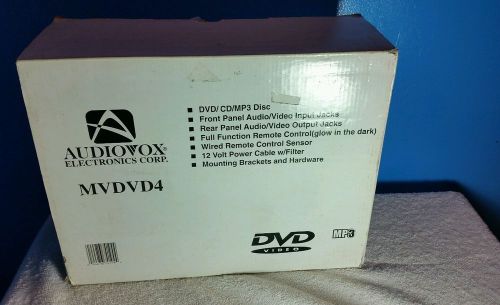 AUDIOVOX
ELECTRONICS CORP.
MVDVD4
DVD/ CD/MP3 Disc
Front Panel Audio/Video Input Jacks
Rear Panel Audio/Video Output Jacks
Full Function Remote Control(glow in the dark)
Wired Remote Control Sensor
12 Volt Power Cable w/Filter
Mounting Brackets and Hardware
DVD
VIDEO
MP3